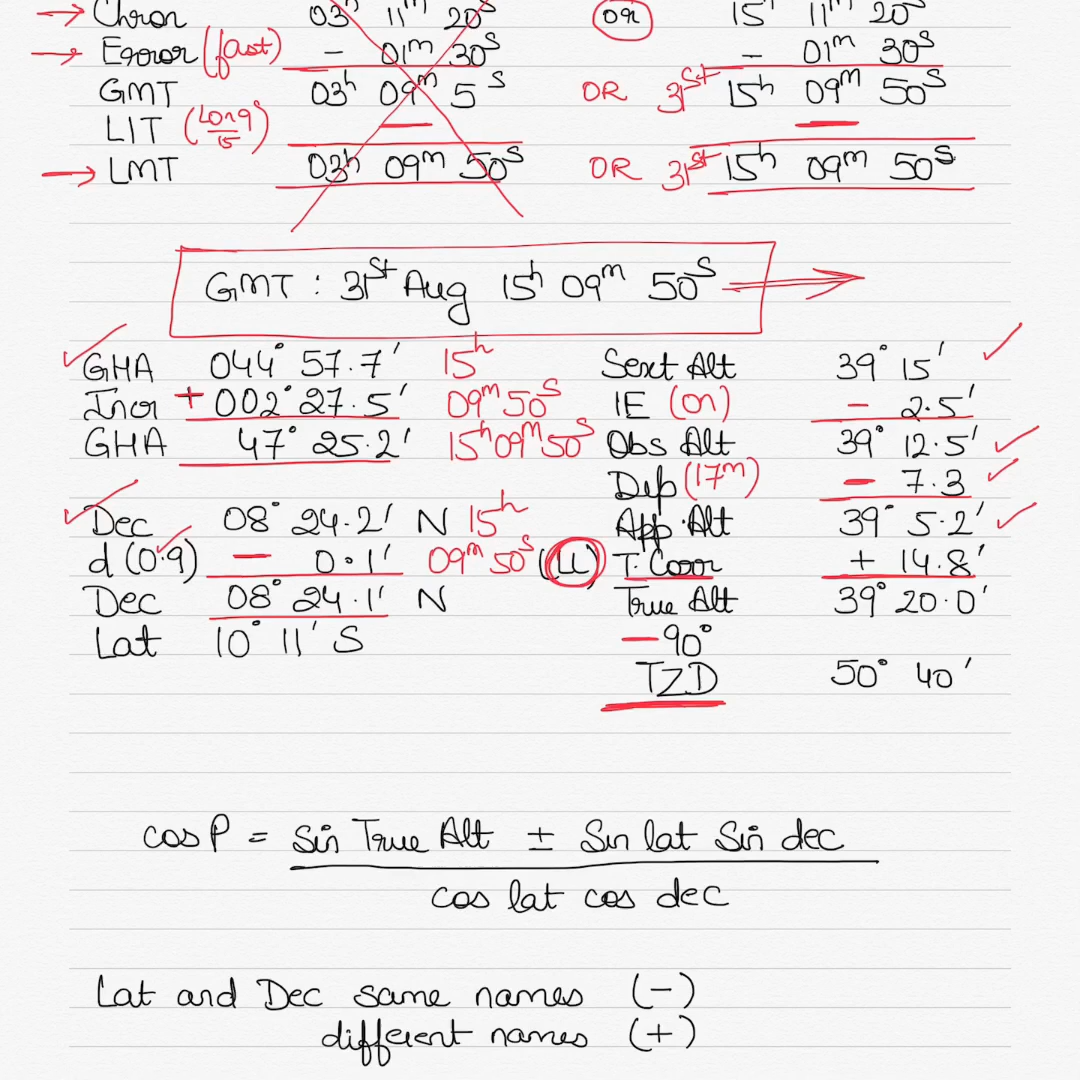 → Chron 03h 11m 20s OR 15h 11m 20s
→ Error (fast) - 01m 30s - 01m 30s
GMT 03h 09m 5 s OR 31st 15h 09m 50s
LIT (Long/15) — —
→ LMT 03h 09m 50s OR 31st 15h 09m 50s
GMT : 31st Aug 15h 09m 50s
GHA 044° 57.7' 15h
Incr + 002° 27.5' 09m 50s
GHA 47° 25.2' 15h 09m 50s
Dec 08° 24.2' N 15h
d (0.9) - 0.1' 09m 50s
Dec 08° 24.1' N
Lat 10° 11' S
Sext Alt 39° 15'
IE (on) - 2.5'
Obs Alt 39° 12.5'
Dip (17m) - 7.3
App. Alt 39° 5.2'
(LL) T. Corr + 14.8'
True Alt 39° 20.0'
-90°
TZD 50° 40'
cos P = Sin True Alt ± Sin lat Sin dec
cos lat cos dec
Lat and Dec same names (-)
different names (+)